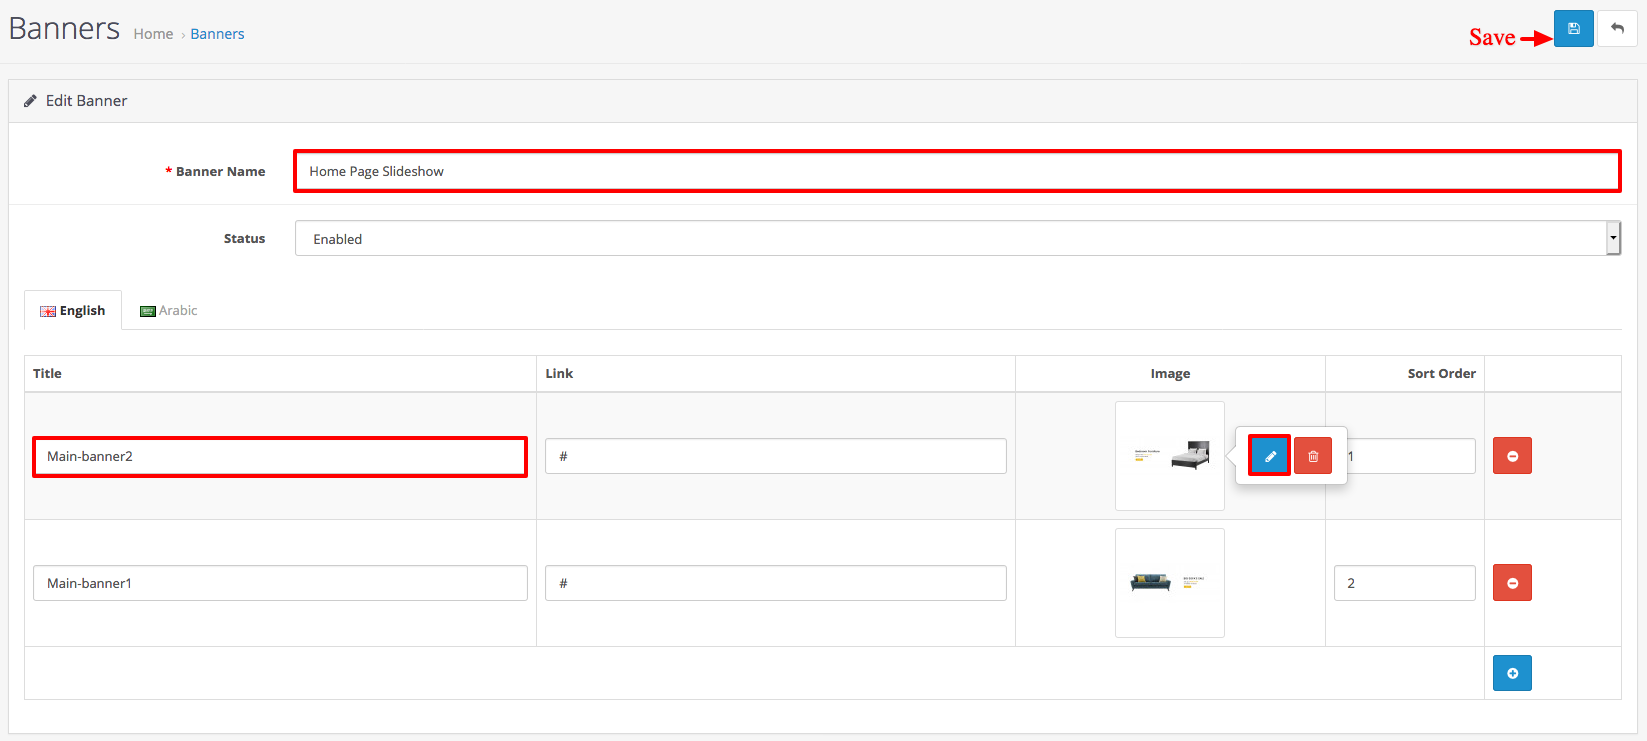 Banners Home › Banners
Save
Edit Banner
* Banner Name Home Page Slideshow
Status Enabled
English Arabic
Title Link Image Sort Order
Main-banner2 # 1
Main-banner1 # 2